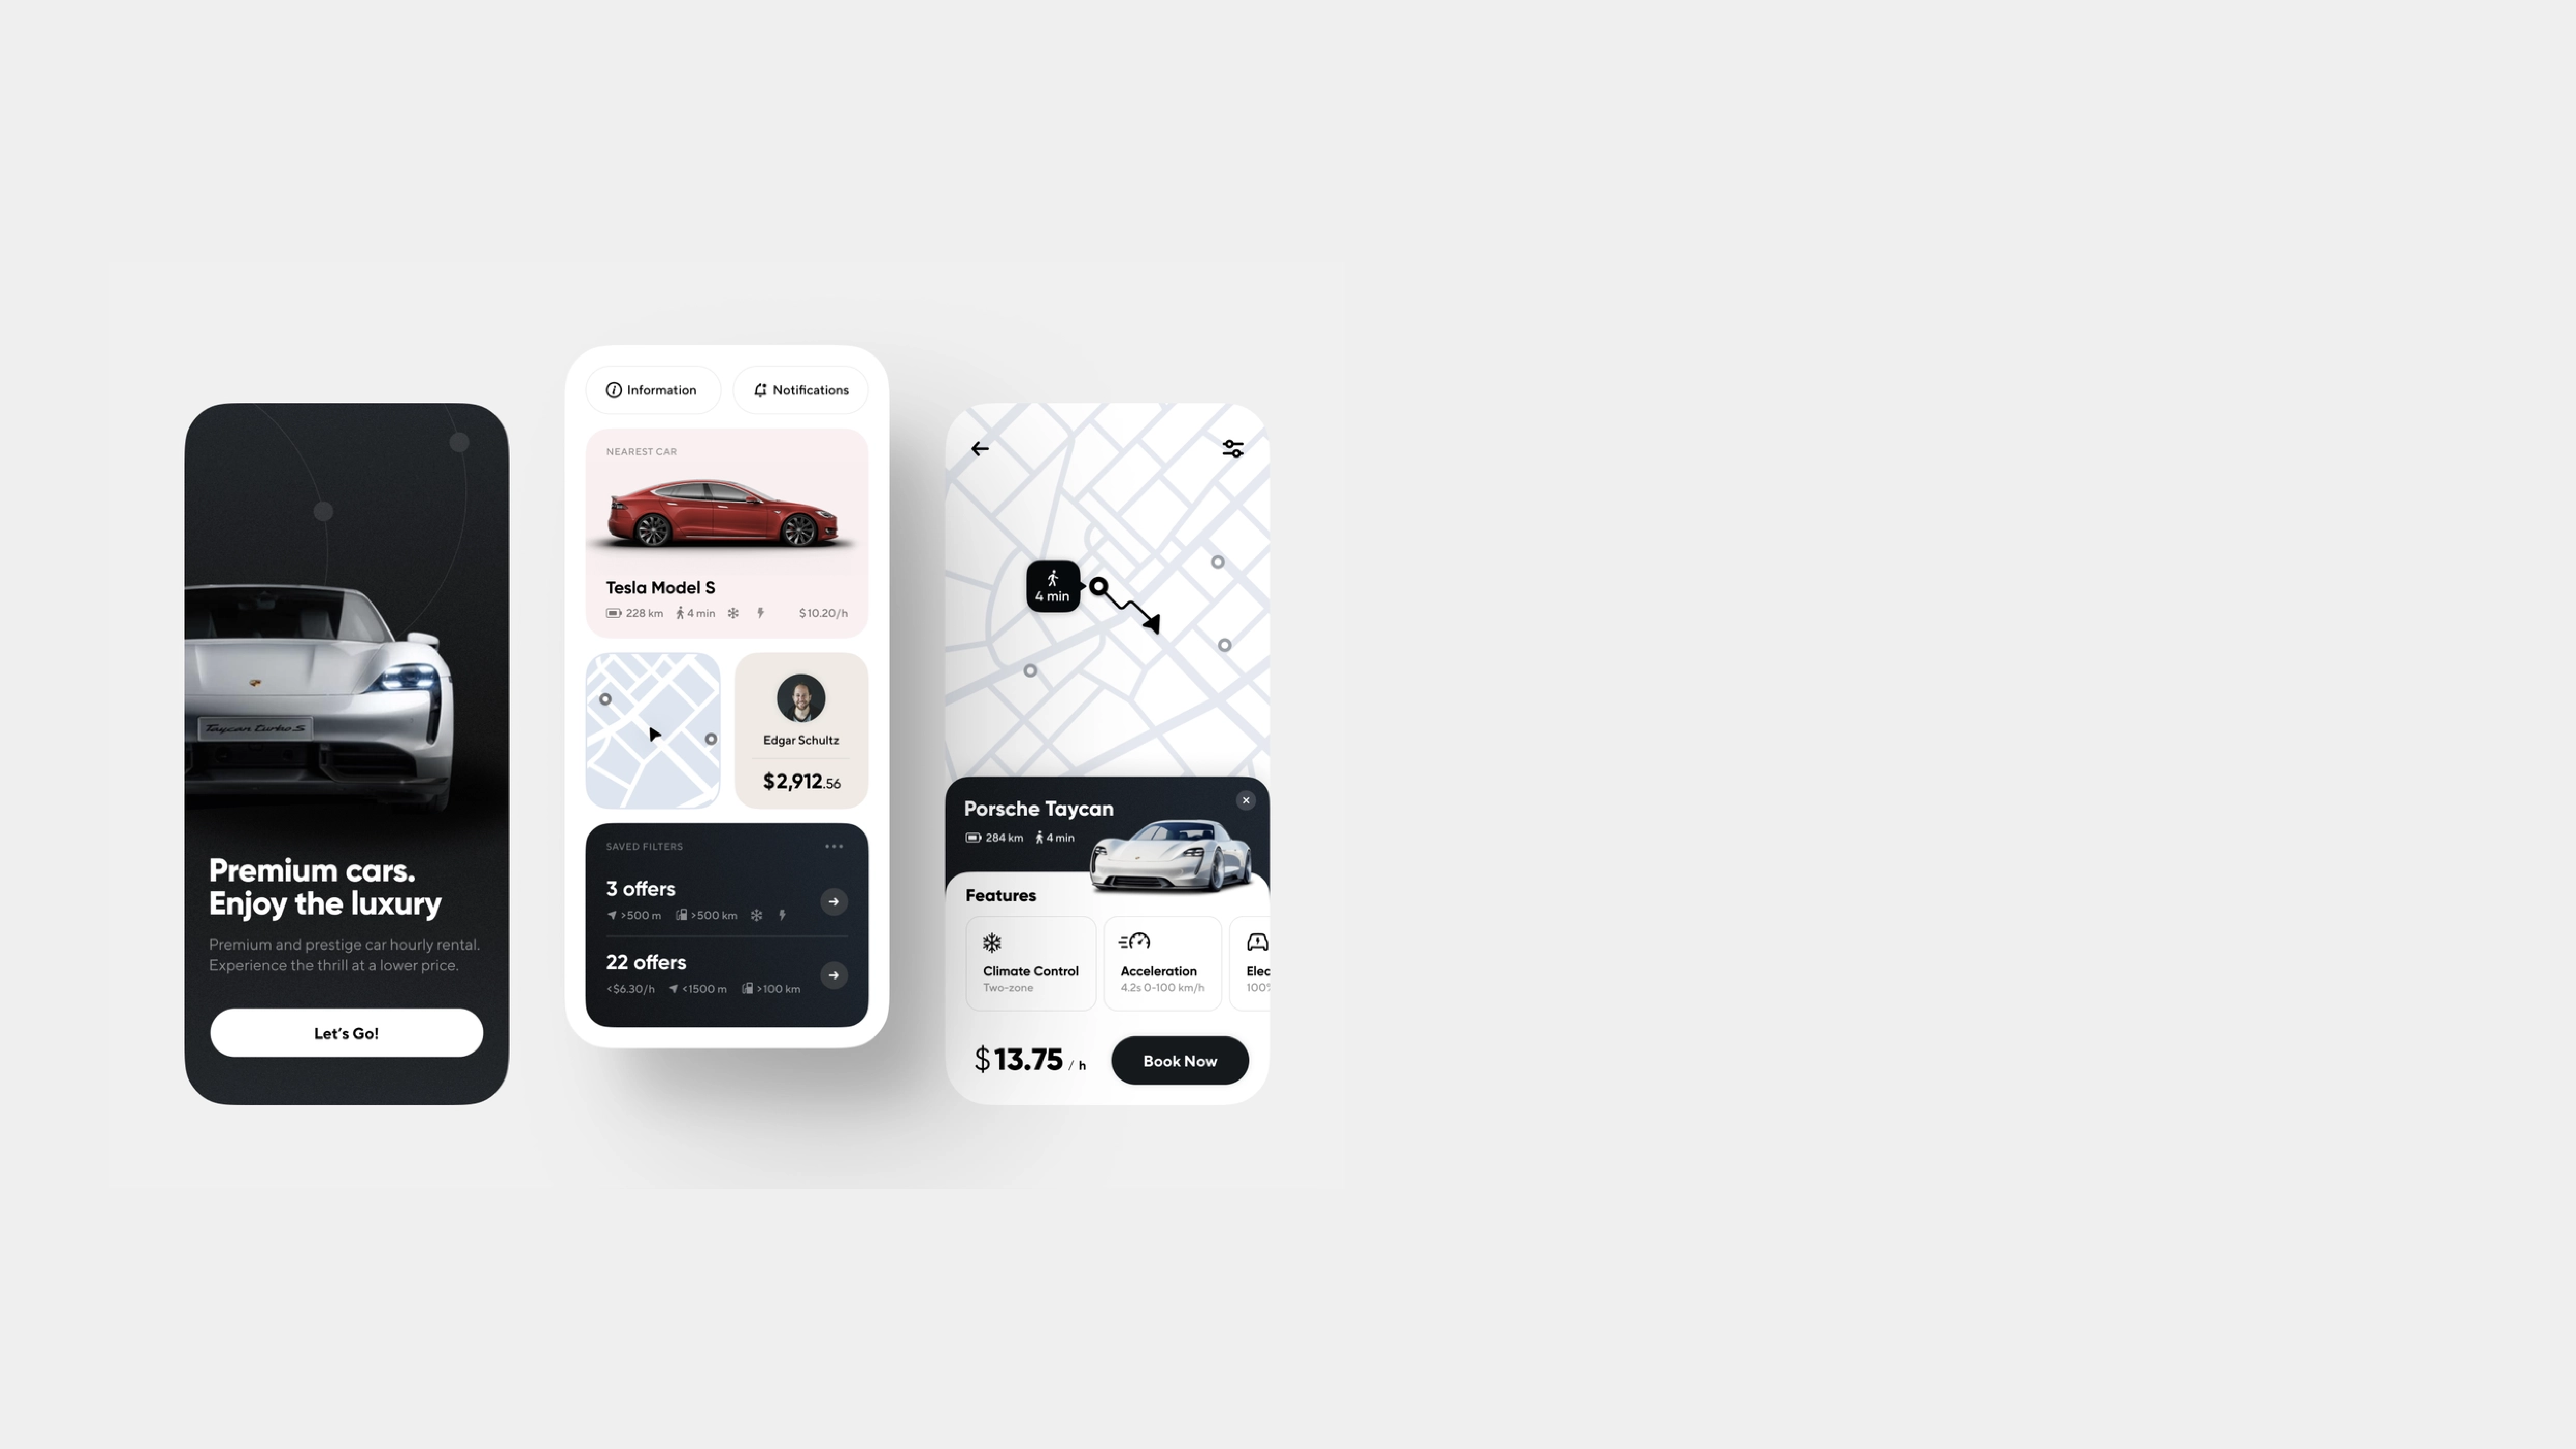 Taycan turbo S
Premium cars.
Enjoy the luxury
Premium and prestige car hourly rental.
Experience the thrill at a lower price.
Let's Go!
Information
Notifications
NEAREST CAR
Tesla Model S
228 km
4 min
$10.20/h
Edgar Schultz
$2,912.56
SAVED FILTERS
3 offers
>500 m
>500 km
22 offers
<$6.30/h
<1500 m
>100 km
4 min
Porsche Taycan
284 km
4 min
Features
Climate Control
Two-zone
Acceleration
4.2s 0-100 km/h
Elec
100%
$13.75 / h
Book Now